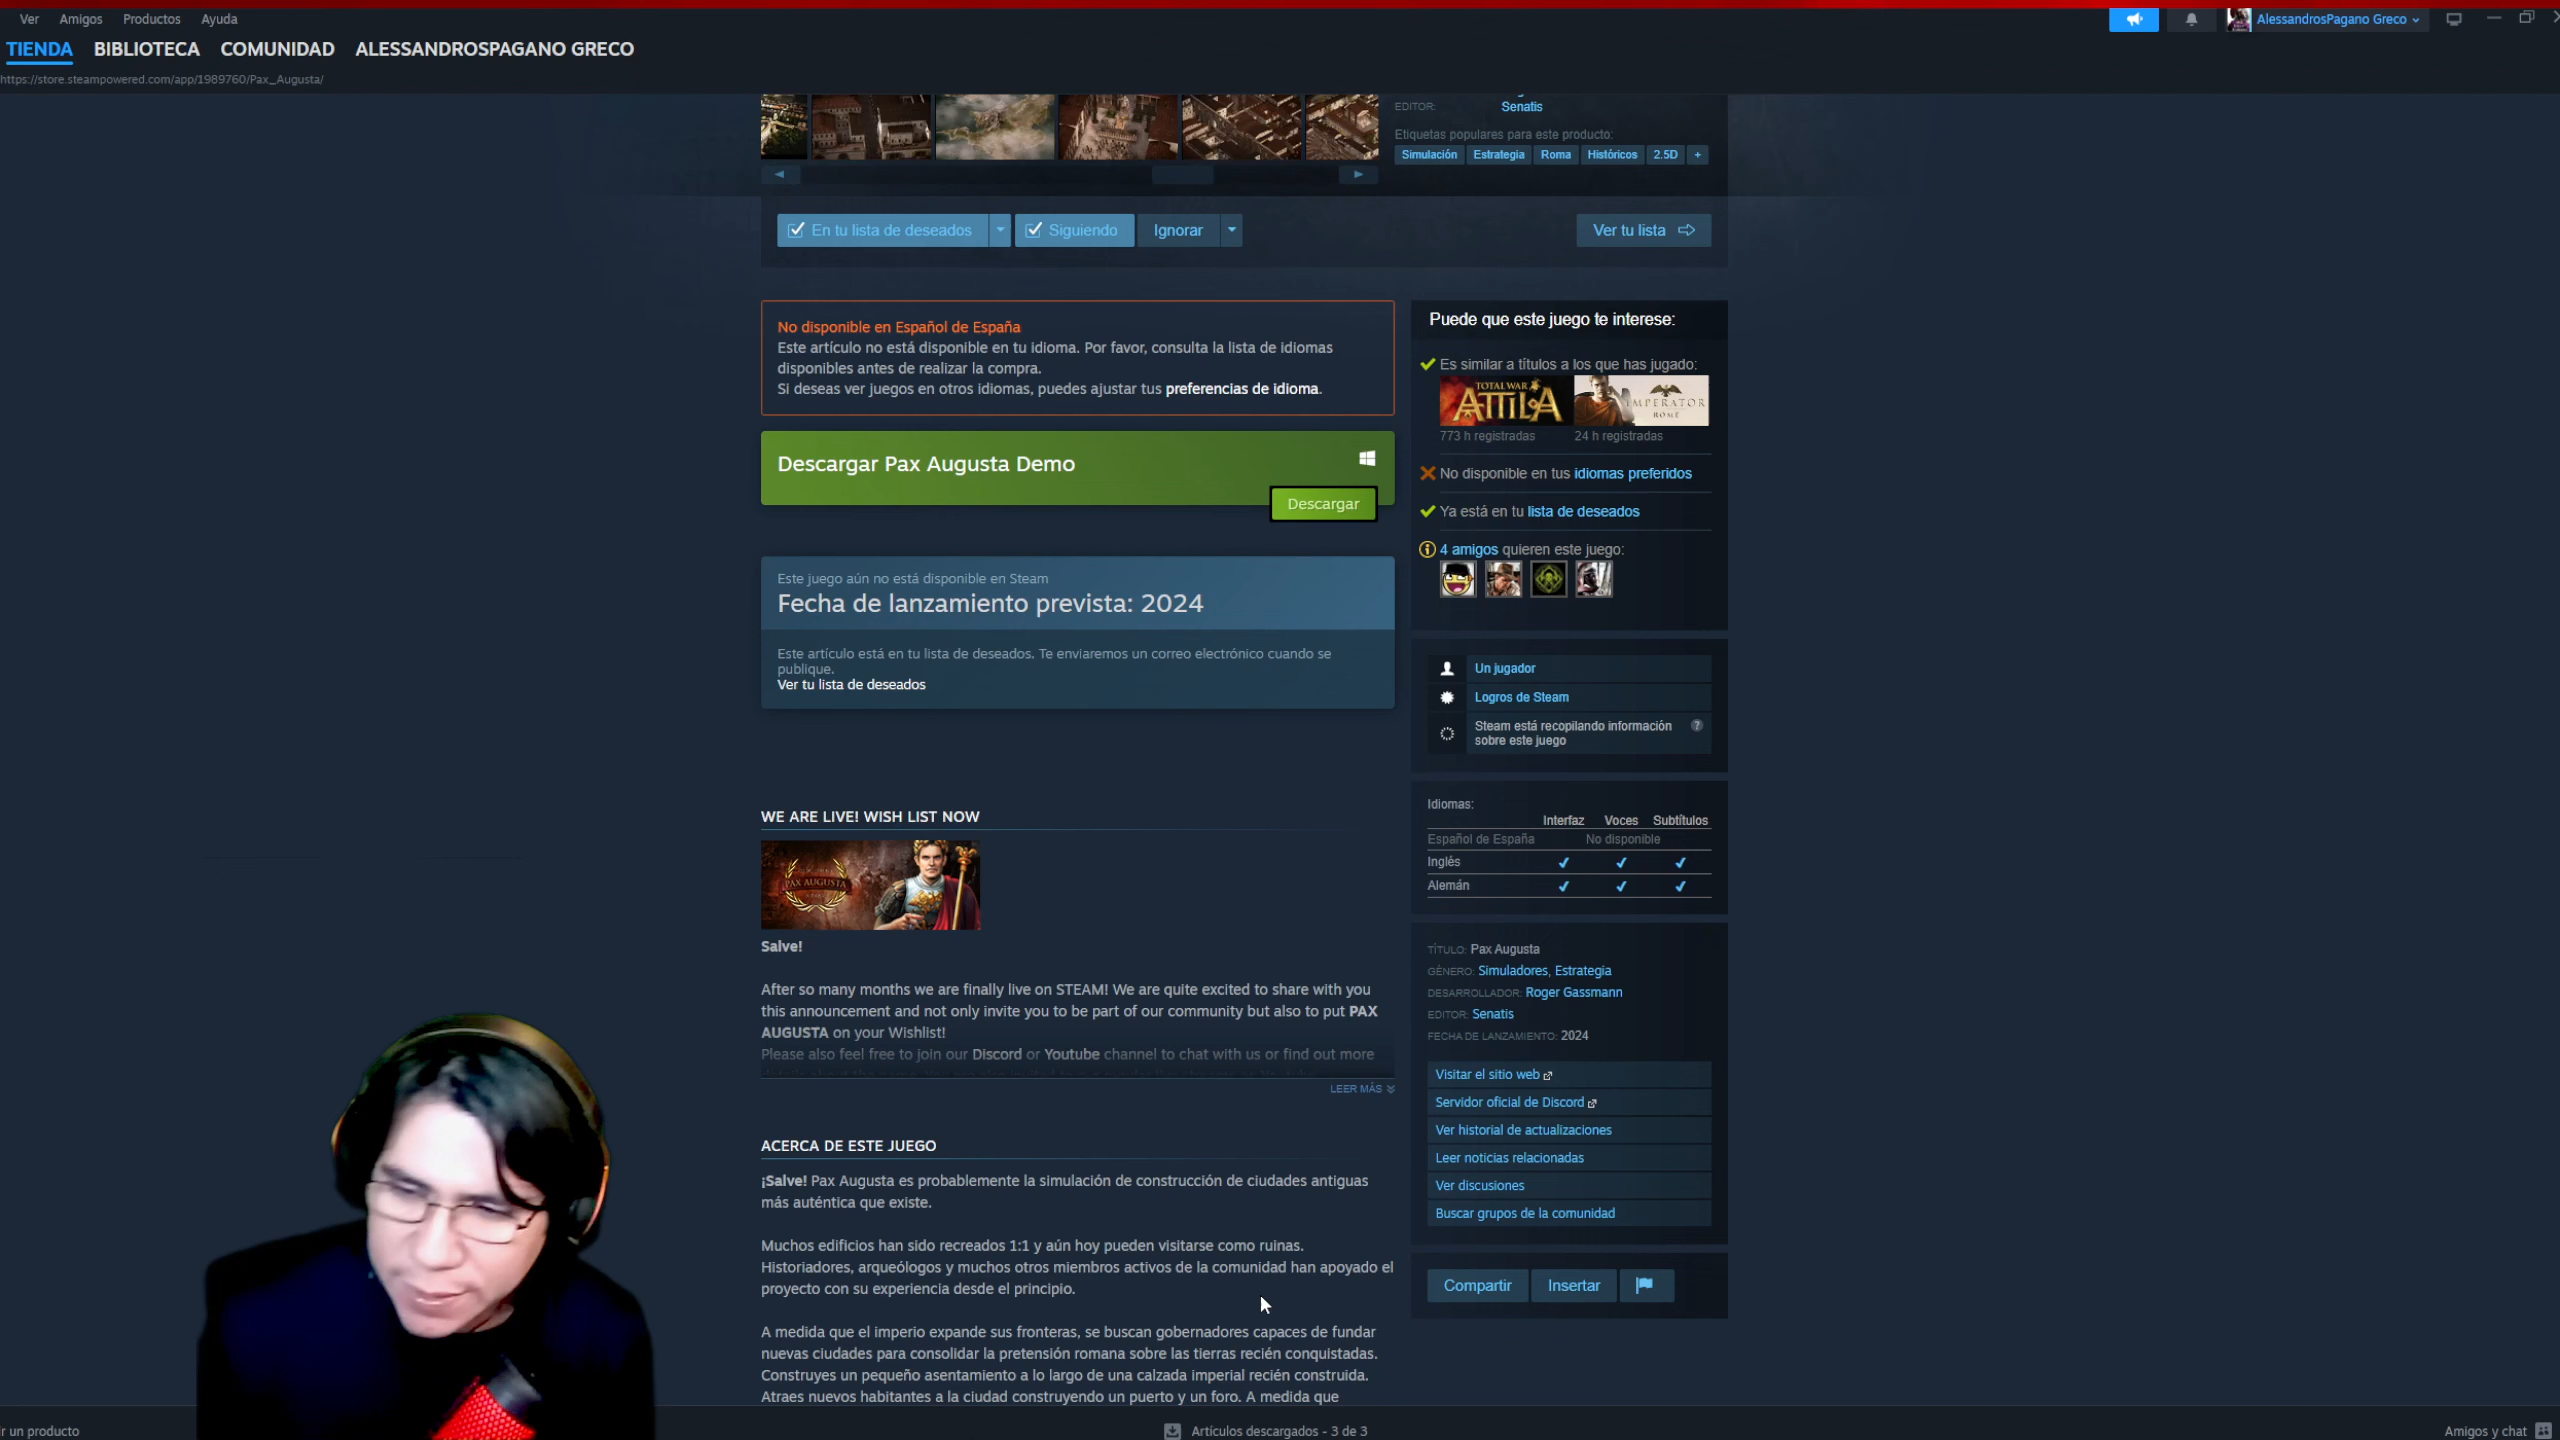 Ver Amigos Productos Ayuda
AlessandrosPagano Greco
TIENDA BIBLIOTECA COMUNIDAD ALESSANDROSPAGANO GRECO
https://store.steampowered.com/app/1989760/Pax_Augusta/
EDITOR: Senatis
Etiquetas populares para este producto:
Simulación Estrategia Roma Históricos 2.5D +
En tu lista de deseados Siguiendo Ignorar Ver tu lista
No disponible en Español de España
Este artículo no está disponible en tu idioma. Por favor, consulta la lista de idiomas
disponibles antes de realizar la compra.
Si deseas ver juegos en otros idiomas, puedes ajustar tus preferencias de idioma.
Descargar Pax Augusta Demo
Descargar
Este juego aún no está disponible en Steam
Fecha de lanzamiento prevista: 2024
Este artículo está en tu lista de deseados. Te enviaremos un correo electrónico cuando se
publique.
Ver tu lista de deseados
WE ARE LIVE! WISH LIST NOW
PAX AUGUSTA
Salve!
After so many months we are finally live on STEAM! We are quite excited to share with you
this announcement and not only invite you to be part of our community but also to put PAX
AUGUSTA on your Wishlist!
Please also feel free to join our Discord or Youtube channel to chat with us or find out more
LEER MÁS
ACERCA DE ESTE JUEGO
¡Salve! Pax Augusta es probablemente la simulación de construcción de ciudades antiguas
más auténtica que existe.
Muchos edificios han sido recreados 1:1 y aún hoy pueden visitarse como ruinas.
Historiadores, arqueólogos y muchos otros miembros activos de la comunidad han apoyado el
proyecto con su experiencia desde el principio.
A medida que el imperio expande sus fronteras, se buscan gobernadores capaces de fundar
nuevas ciudades para consolidar la pretensión romana sobre las tierras recién conquistadas.
Construyes un pequeño asentamiento a lo largo de una calzada imperial recién construida.
Atraes nuevos habitantes a la ciudad construyendo un puerto y un foro. A medida que
Puede que este juego te interese:
Es similar a títulos a los que has jugado:
TOTAL WAR
ATTILA
IMPERATOR
ROME
773 h registradas 24 h registradas
No disponible en tus idiomas preferidos
Ya está en tu lista de deseados
4 amigos quieren este juego:
Un jugador
Logros de Steam
Steam está recopilando información
sobre este juego
?
Idiomas:
Interfaz Voces Subtítulos
Español de España No disponible
Inglés ✔ ✔ ✔
Alemán ✔ ✔ ✔
TÍTULO: Pax Augusta
GÉNERO: Simuladores, Estrategia
DESARROLLADOR: Roger Gassmann
EDITOR: Senatis
FECHA DE LANZAMIENTO: 2024
Visitar el sitio web
Servidor oficial de Discord
Ver historial de actualizaciones
Leer noticias relacionadas
Ver discusiones
Buscar grupos de la comunidad
Compartir Insertar
r un producto
Artículos descargados - 3 de 3
Amigos y chat